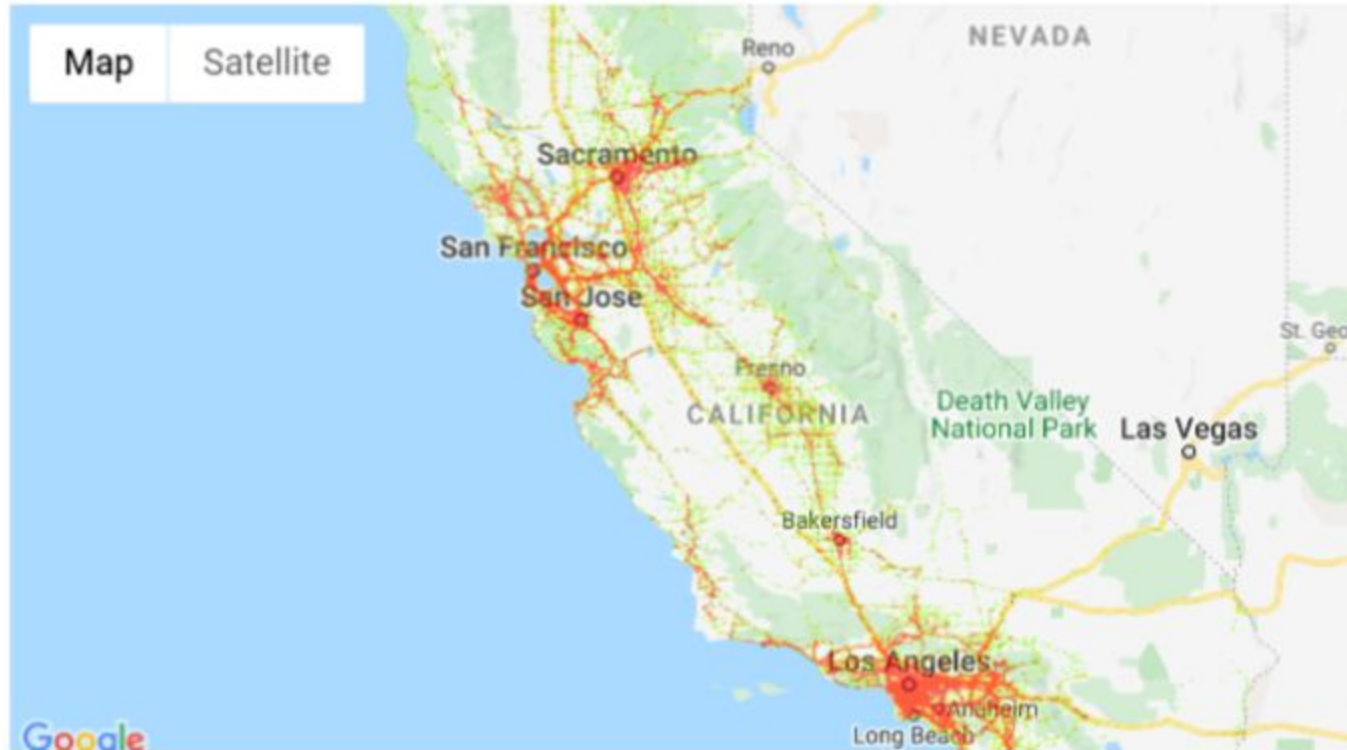 Map
Satellite
NEVADA
Reno
Sacramento
San Francisco
San Jose
St. Geo
Fresno
CALIFORNIA
Death Valley
National Park
Las Vegas
Bakersfield
Los Angeles
Anaheim
Long Beach
Google